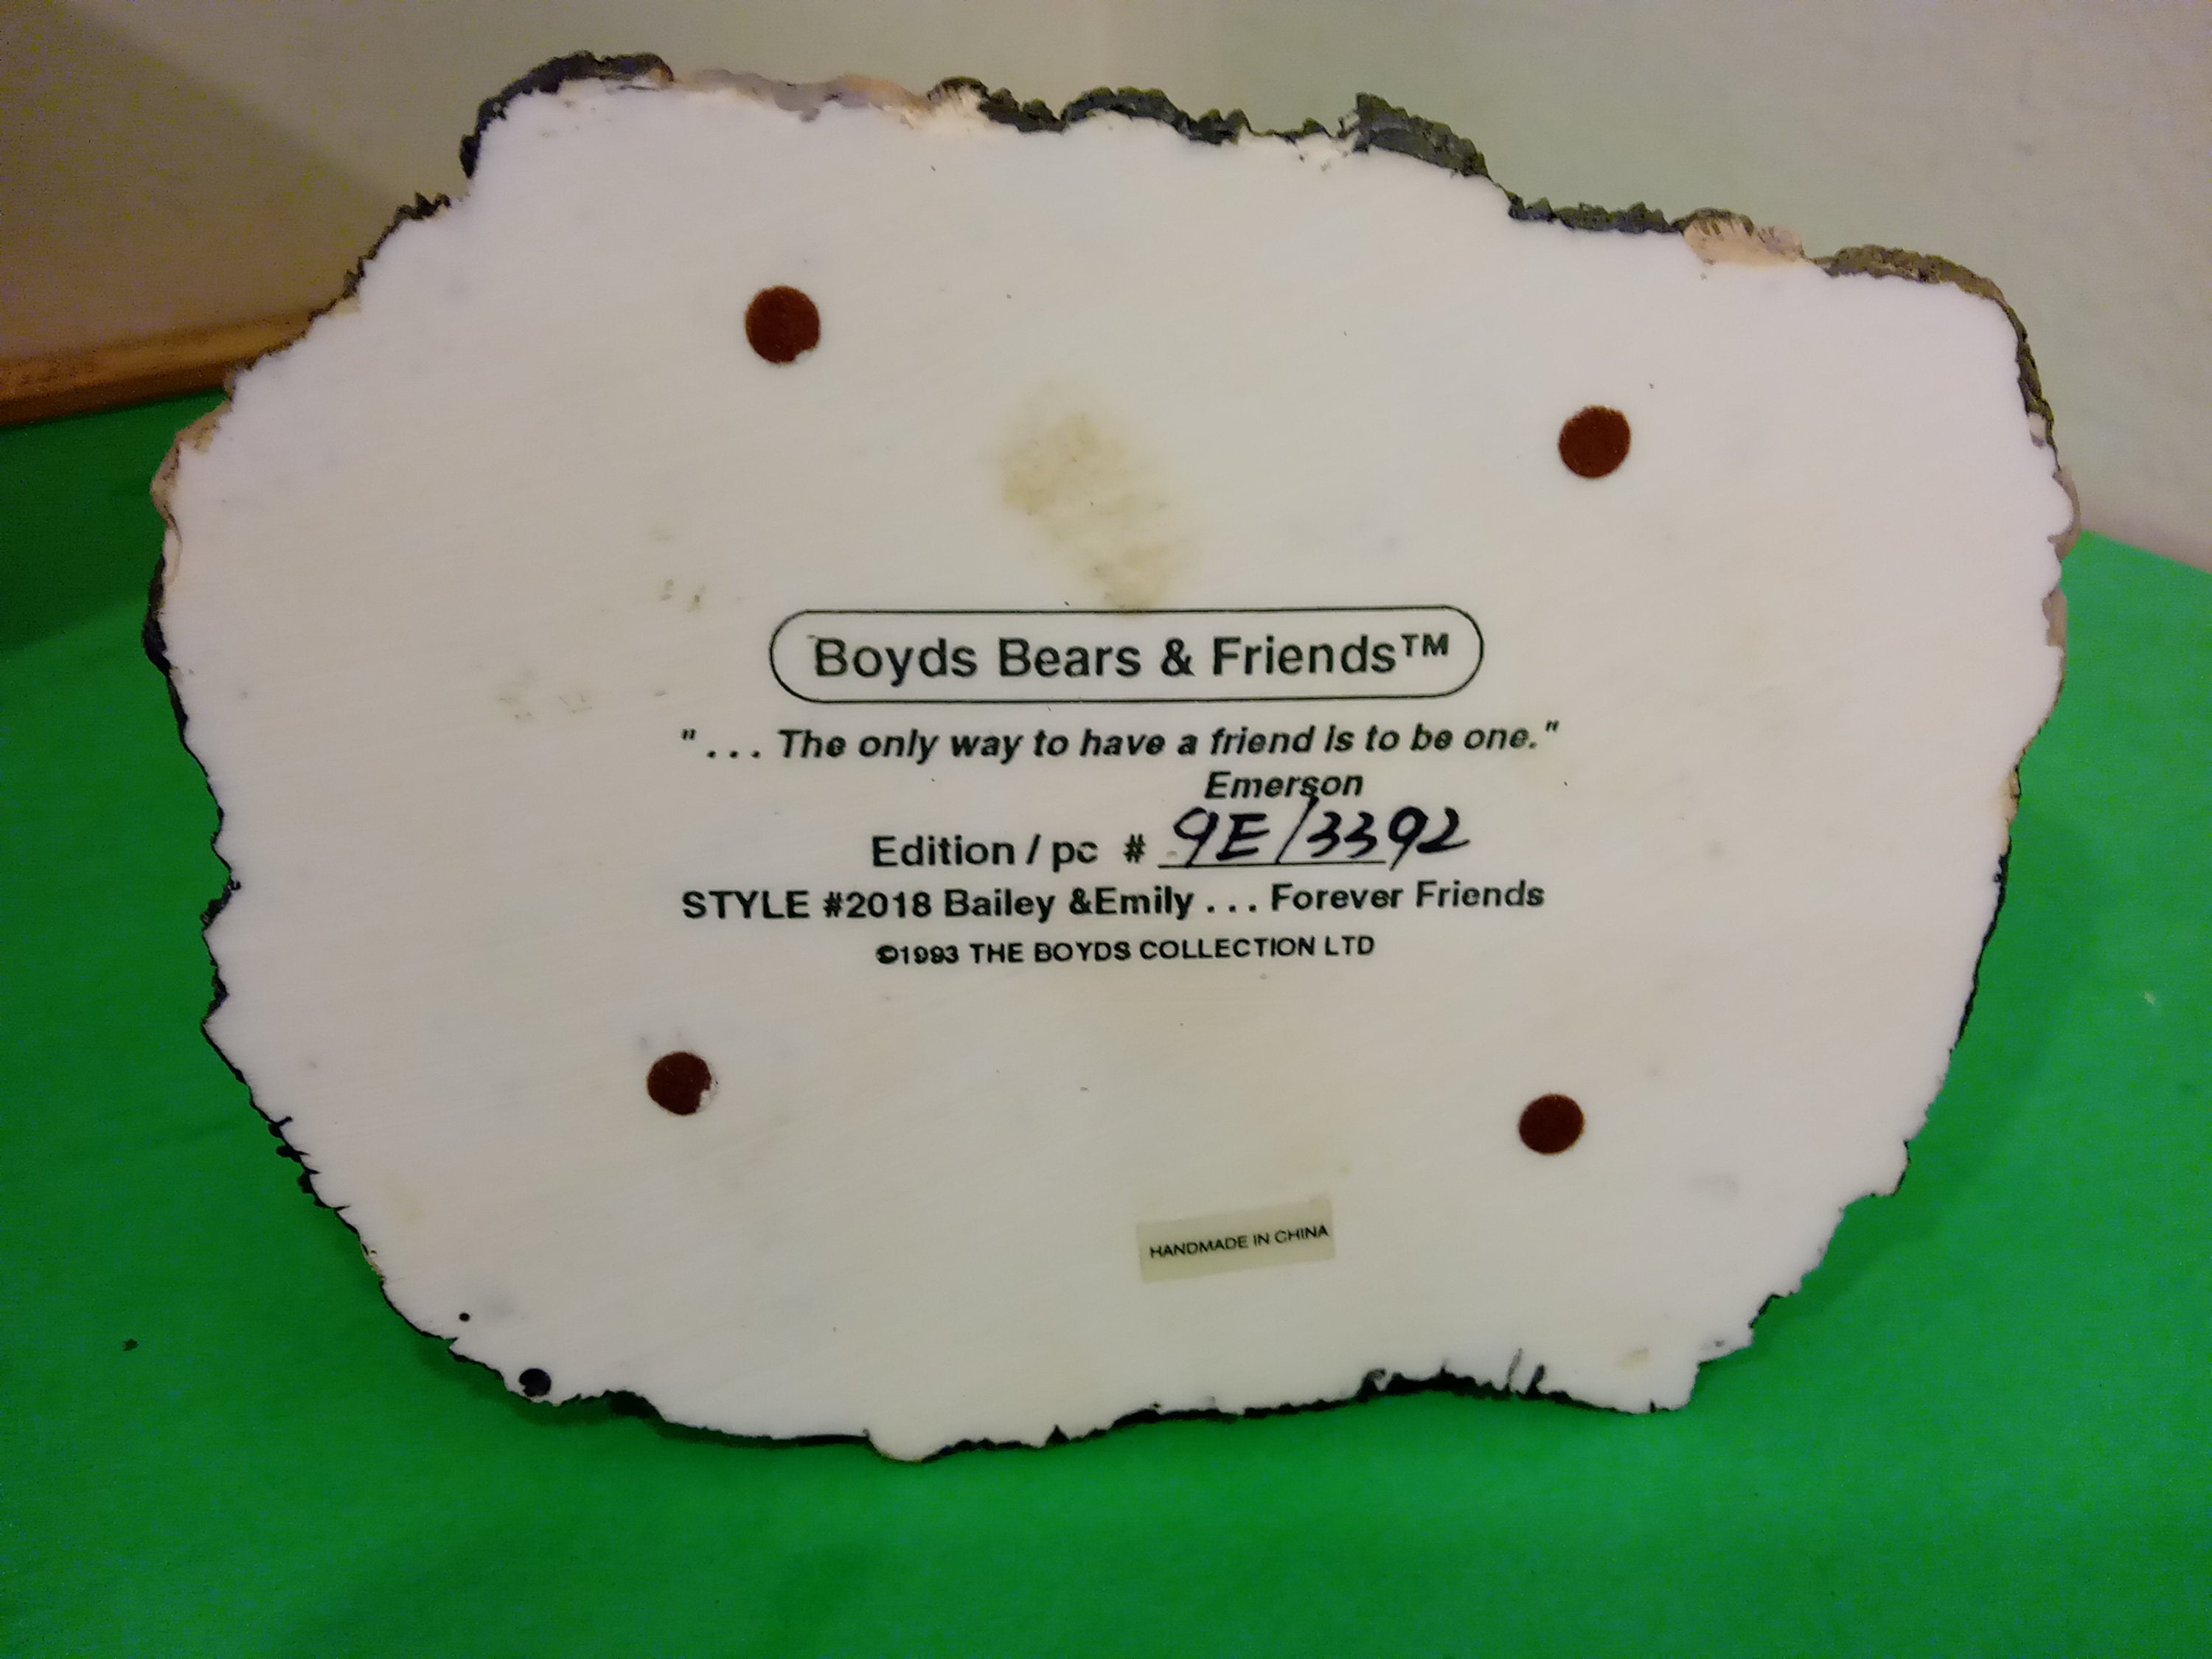 Boyds Bears & Friends™
"... The only way to have a friend is to be one."
Emerson
Edition / pc # 9E/3392
STYLE #2018 Bailey &Emily ... Forever Friends
©1993 THE BOYDS COLLECTION LTD
HANDMADE IN CHINA